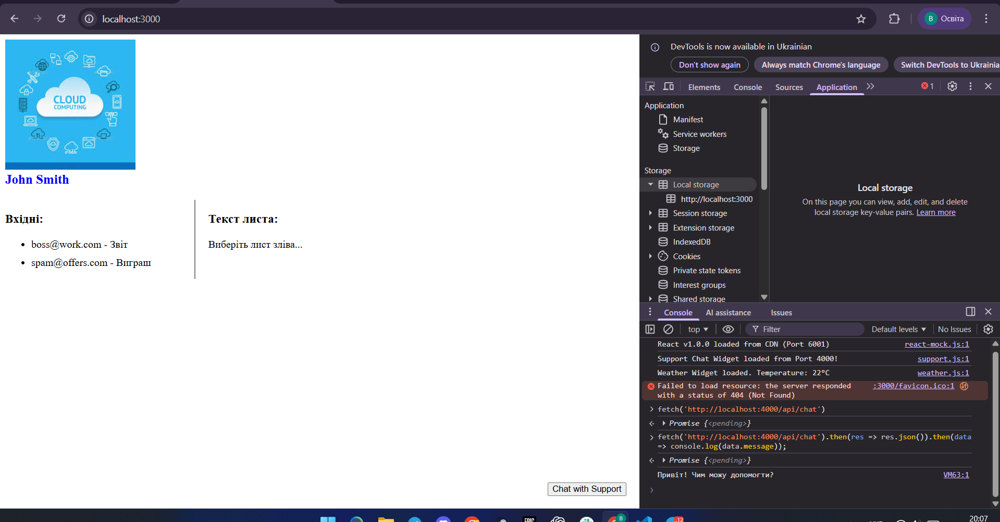 localhost:3000
B Освіта
CLOUD
COMPUTING
John Smith
Вхідні:
boss@work.com - Звіт
spam@offers.com - Виграш
Текст листа:
Виберіть лист зліва...
Chat with Support
DevTools is now available in Ukrainian
Don't show again
Always match Chrome's language
Switch DevTools to Ukrainia
Elements
Console
Sources
Application
1
Application
Manifest
Service workers
Storage
Storage
Local storage
http://localhost:3000
Session storage
Extension storage
IndexedDB
Cookies
Private state tokens
Interest groups
Shared storage
Local storage
On this page you can view, add, edit, and delete
local storage key-value pairs. Learn more
Console
AI assistance
Issues
top
Filter
Default levels
No Issues
React v1.0.0 loaded from CDN (Port 6001) react-mock.js:1
Support Chat Widget loaded from Port 4000! support.js:1
Weather Widget loaded. Temperature: 22°C weather.js:1
Failed to load resource: the server responded :3000/favicon.ico:1
with a status of 404 (Not Found)
fetch('http://localhost:4000/api/chat')
Promise {<pending>}
fetch('http://localhost:4000/api/chat').then(res => res.json()).then(data
=> console.log(data.message));
Promise {<pending>}
Привіт! Чим можу допомогти? VM63:1
EPIC
B
12
20:07